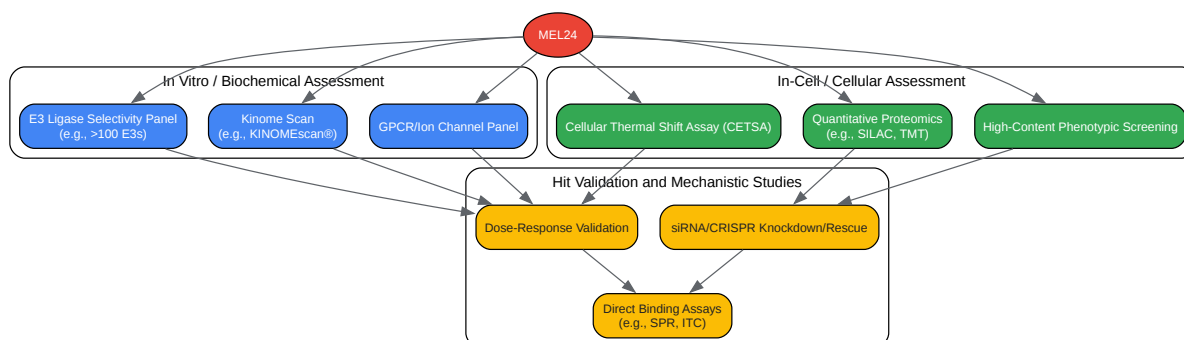 MEL24
In Vitro / Biochemical Assessment
In-Cell / Cellular Assessment
E3 Ligase Selectivity Panel
(e.g., >100 E3s)
Kinome Scan
(e.g., KINOMEscan®)
GPCR/Ion Channel Panel
Cellular Thermal Shift Assay (CETSA)
Quantitative Proteomics
(e.g., SILAC, TMT)
High-Content Phenotypic Screening
Hit Validation and Mechanistic Studies
Dose-Response Validation
siRNA/CRISPR Knockdown/Rescue
Direct Binding Assays
(e.g., SPR, ITC)